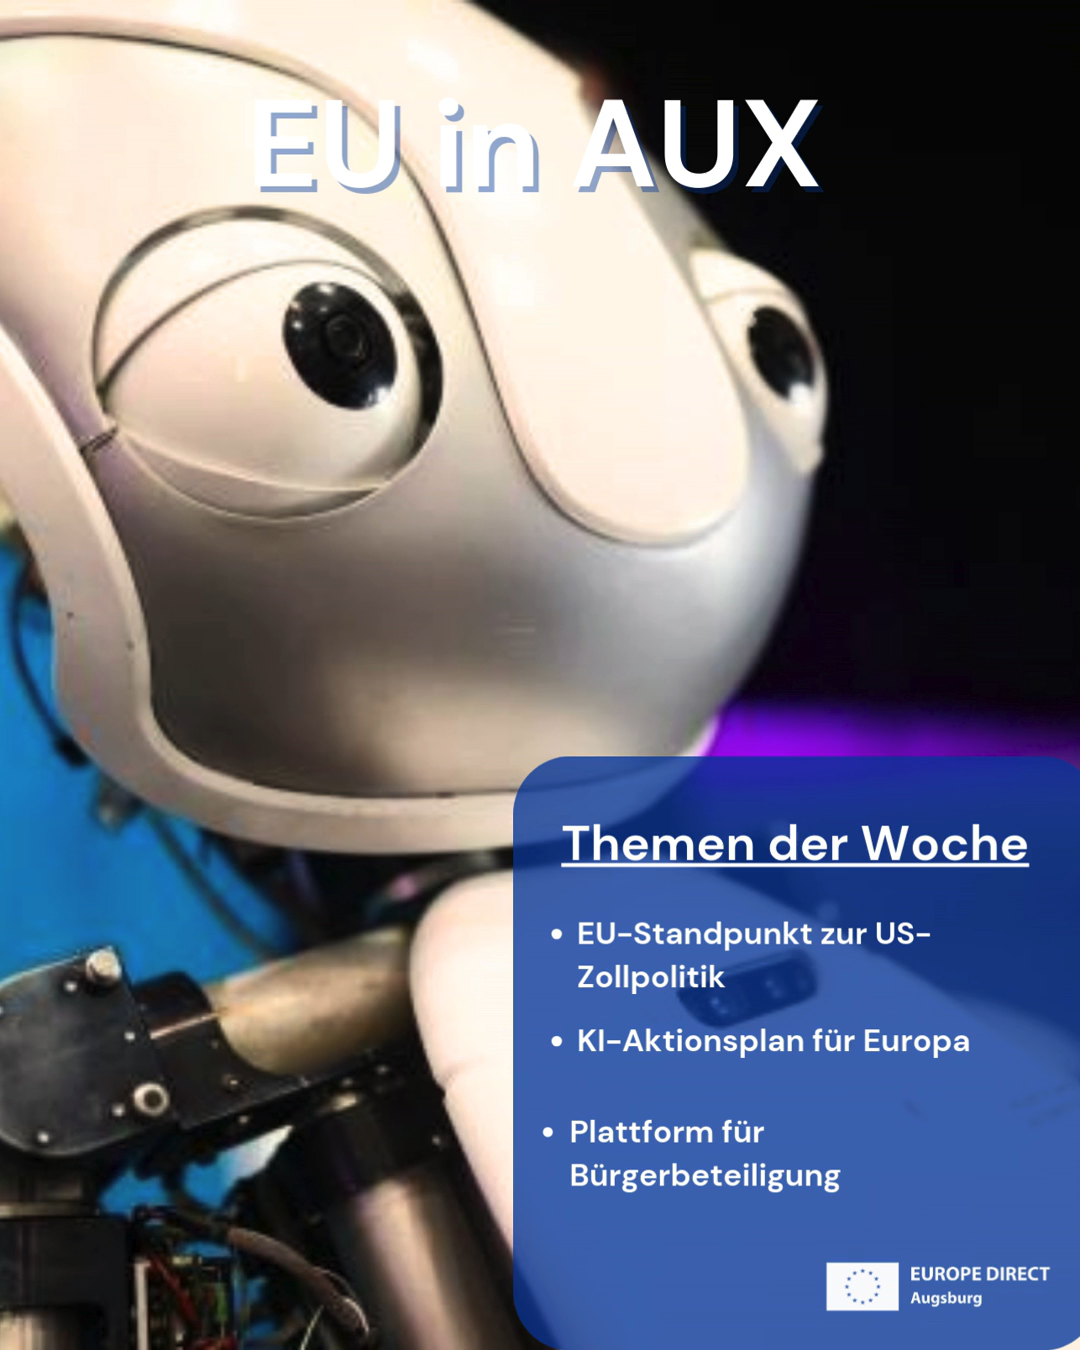 EU in AUX
Themen der Woche
• EU-Standpunkt zur US-
Zollpolitik
• KI-Aktionsplan für Europa
• Plattform für
Bürgerbeteiligung
EUROPE DIRECT
Augsburg